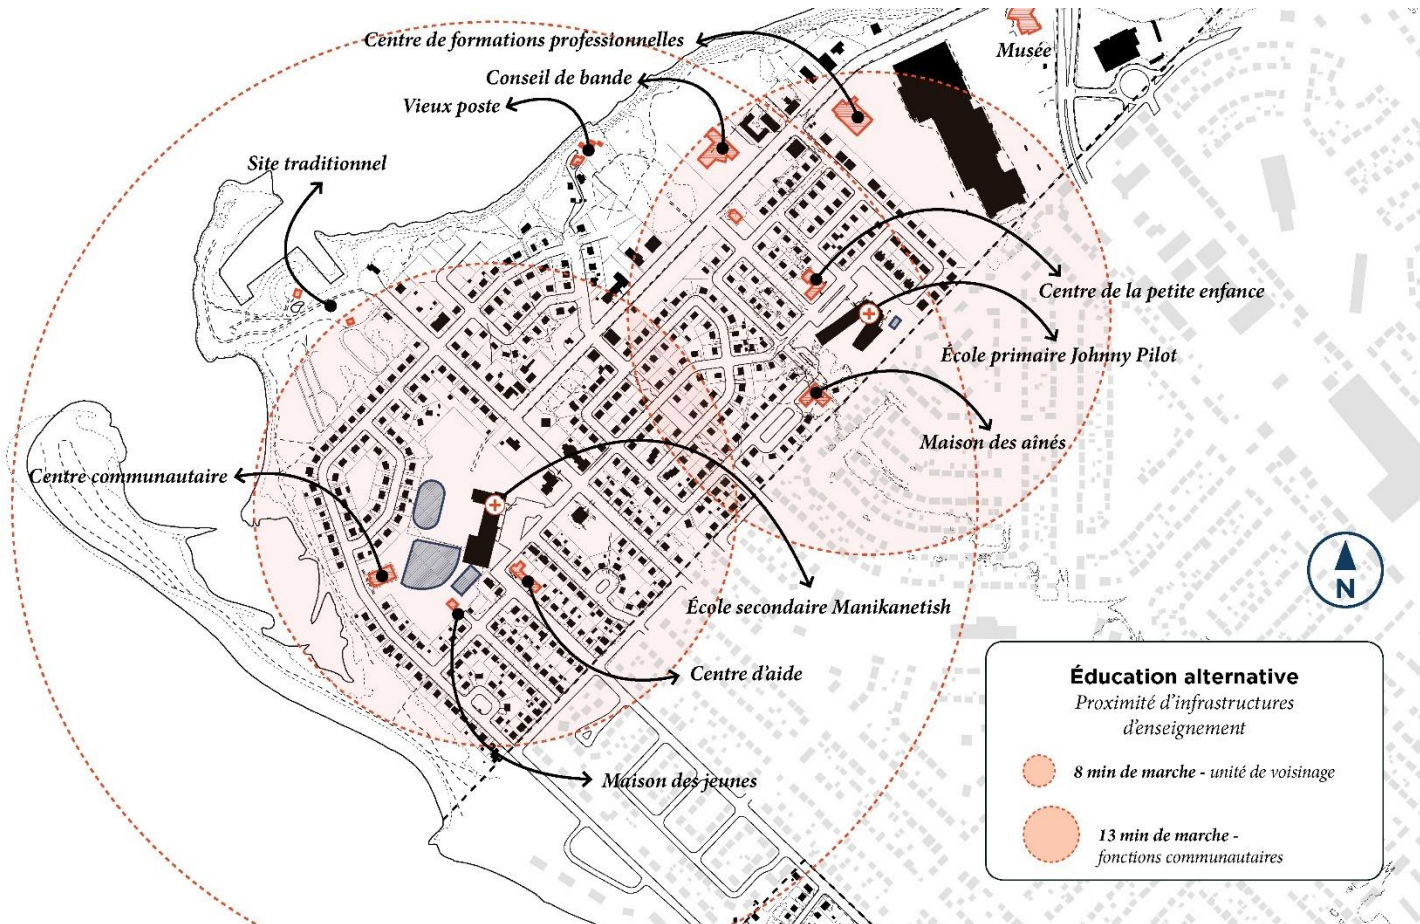 Centre de formations professionnelles
Musée
Conseil de bande
Vieux poste
Site traditionnel
Centre de la petite enfance
École primaire Johnny Pilot
Maison des aînés
Centre communautaire
École secondaire Manikanetish
Centre d'aide
Maison des jeunes
N
Éducation alternative
Proximité d'infrastructures
d'enseignement
8 min de marche - unité de voisinage
13 min de marche -
fonctions communautaires